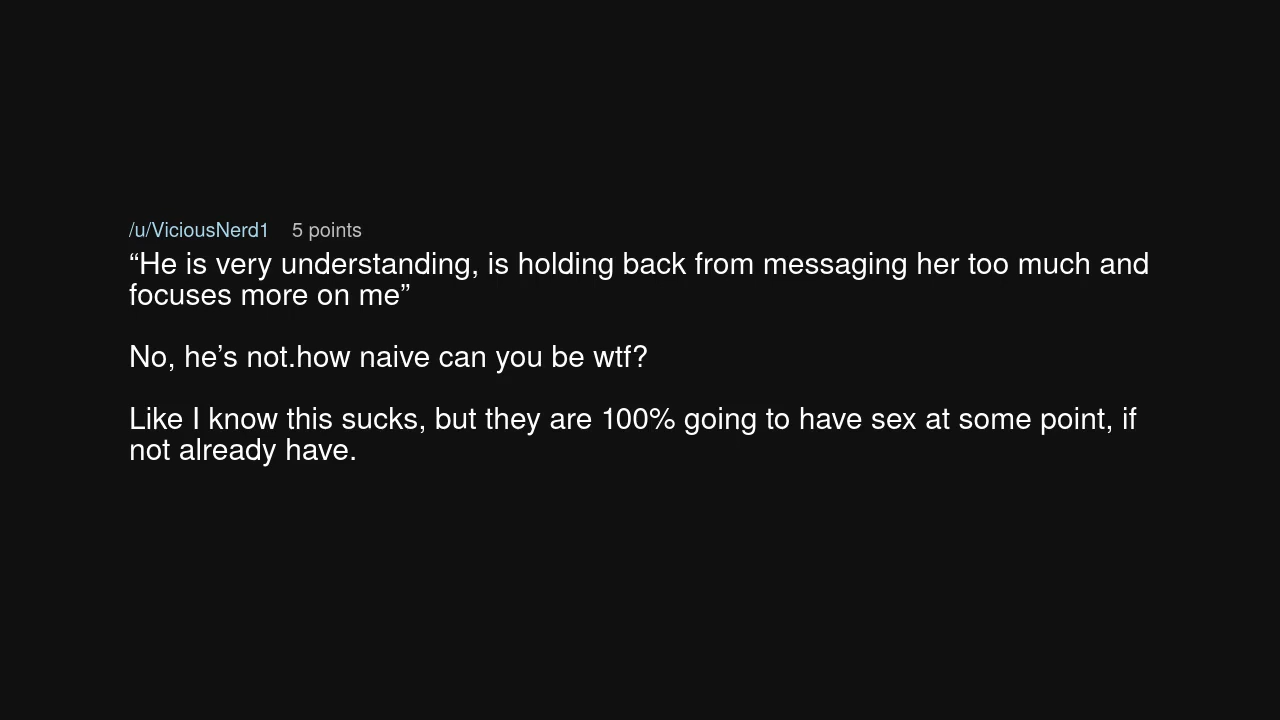 /u/ViciousNerd1 5 points
“He is very understanding, is holding back from messaging her too much and
focuses more on me”
No, he’s not.how naive can you be wtf?
Like I know this sucks, but they are 100% going to have sex at some point, if
not already have.